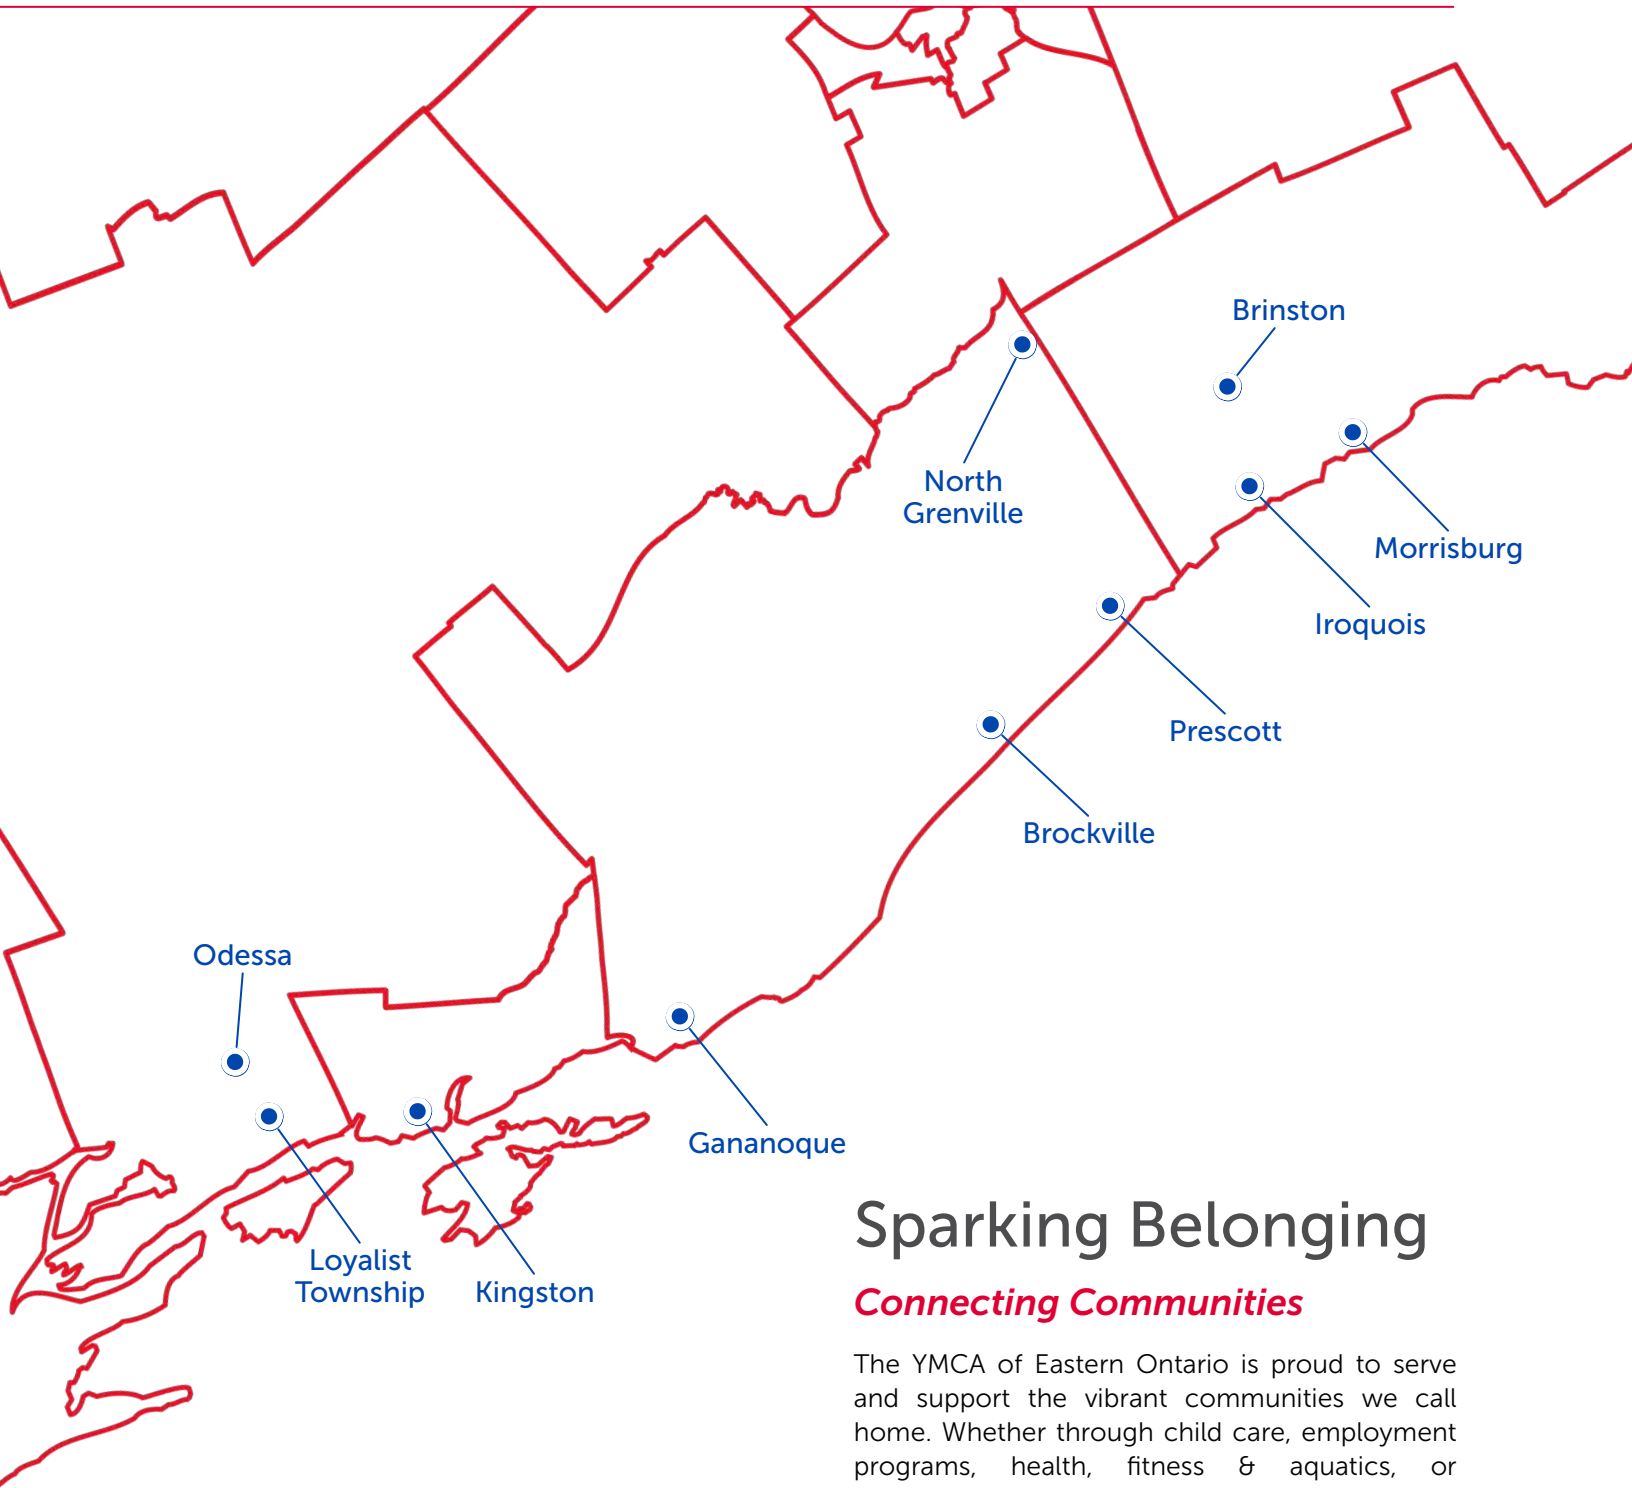 Brinston
North
Grenville
Morrisburg
Iroquois
Prescott
Brockville
Odessa
Gananoque
Loyalist
Township
Kingston
Sparking Belonging
Connecting Communities
The YMCA of Eastern Ontario is proud to serve
and support the vibrant communities we call
home. Whether through child care, employment
programs, health, fitness & aquatics, or